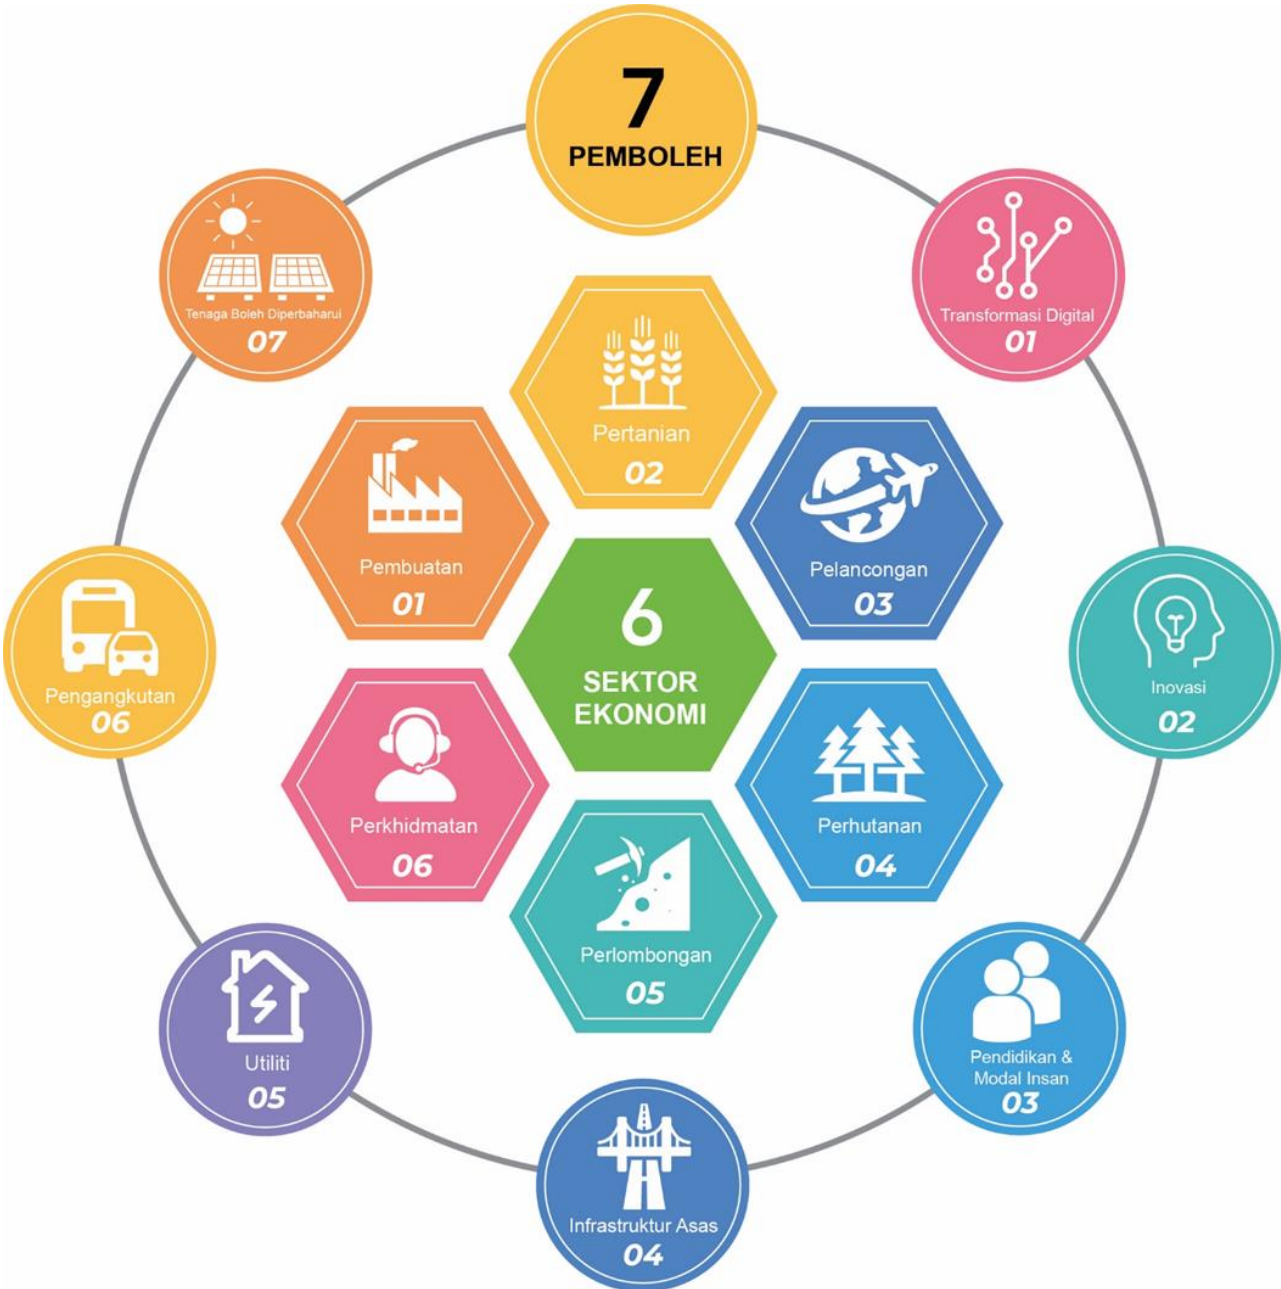 7
PEMBOLEH
Transformasi Digital
01
Inovasi
02
Pendidikan &
Modal Insan
03
Infrastruktur Asas
04
Utiliti
05
Pengangkutan
06
Tenaga Boleh Diperbaharui
07
6
SEKTOR
EKONOMI
Pembuatan
01
Pertanian
02
Pelancongan
03
Perhutanan
04
Perlombongan
05
Perkhidmatan
06